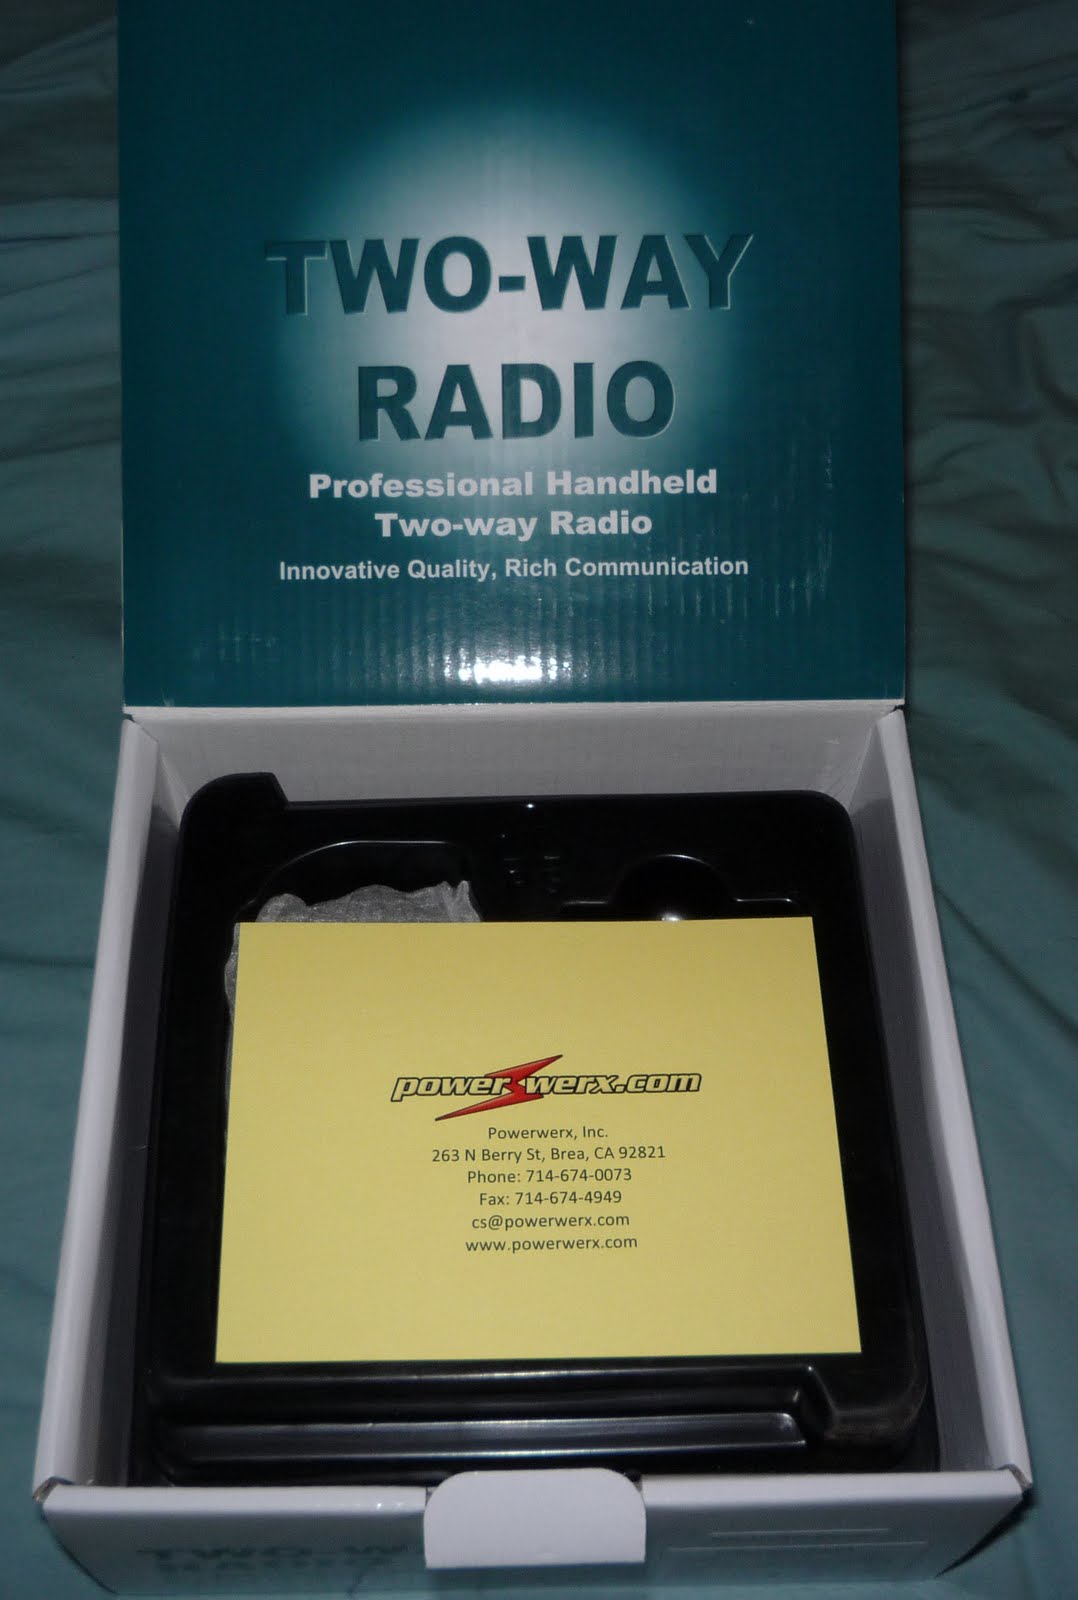 TWO-WAY
RADIO
Professional Handheld
Two-way Radio
Innovative Quality, Rich Communication
powerwerx.com
Powerwerx, Inc.
263 N Berry St, Brea, CA 92821
Phone: 714-674-0073
Fax: 714-674-4949
cs@powerwerx.com
www.powerwerx.com